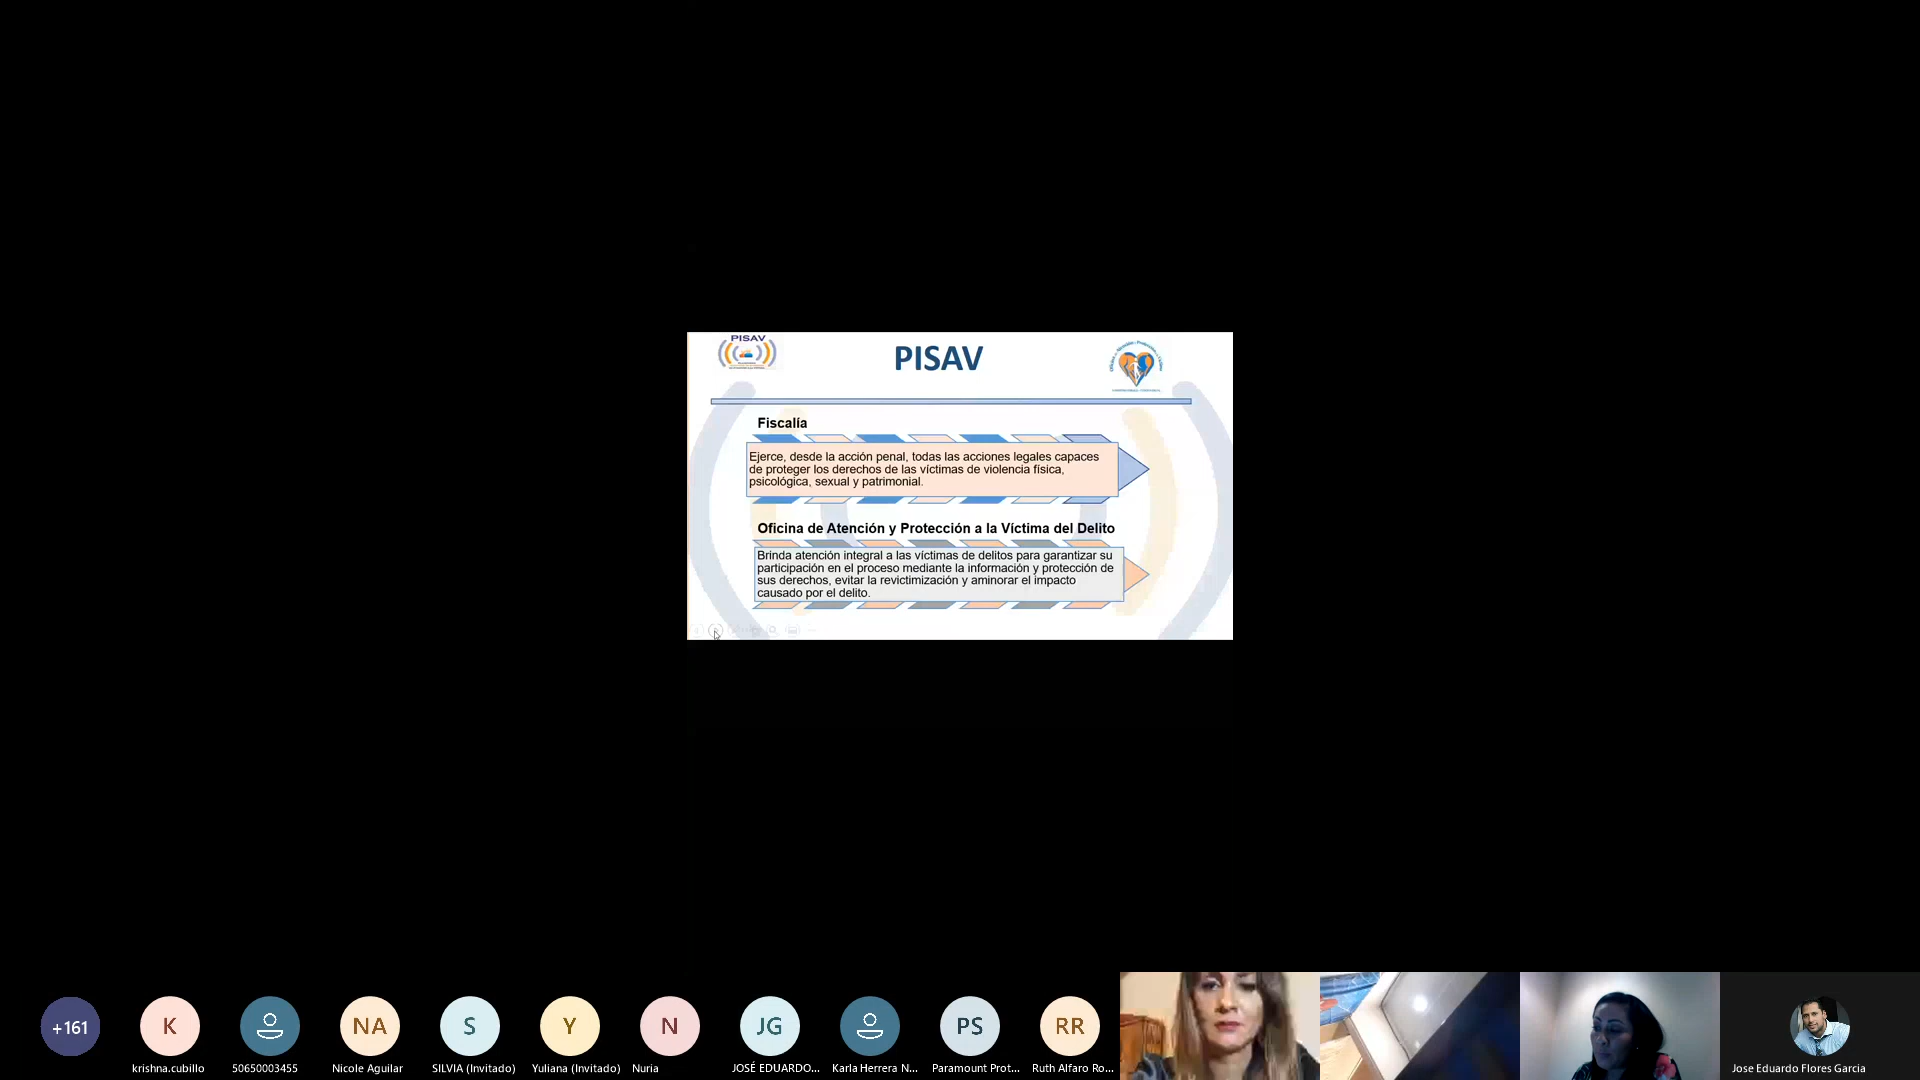 PISAV
PISAV
Fiscalía
Ejerce, desde la acción penal, todas las acciones legales capaces
de proteger los derechos de las víctimas de violencia física,
psicológica, sexual y patrimonial.
Oficina de Atención y Protección a la Víctima del Delito
Brinda atención integral a las víctimas de delitos para garantizar su
participación en el proceso mediante la información y protección de
sus derechos, evitar la revictimización y aminorar el impacto
causado por el delito.
+161
K
NA
S
Y
N
JG
PS
RR
krishna.cubillo
50650003455
Nicole Aguilar
SILVIA (Invitado)
Yuliana (Invitado)
Nuria
JOSÉ EDUARDO...
Karla Herrera N...
Paramount Prot...
Ruth Alfaro Ro...
Jose Eduardo Flores Garcia